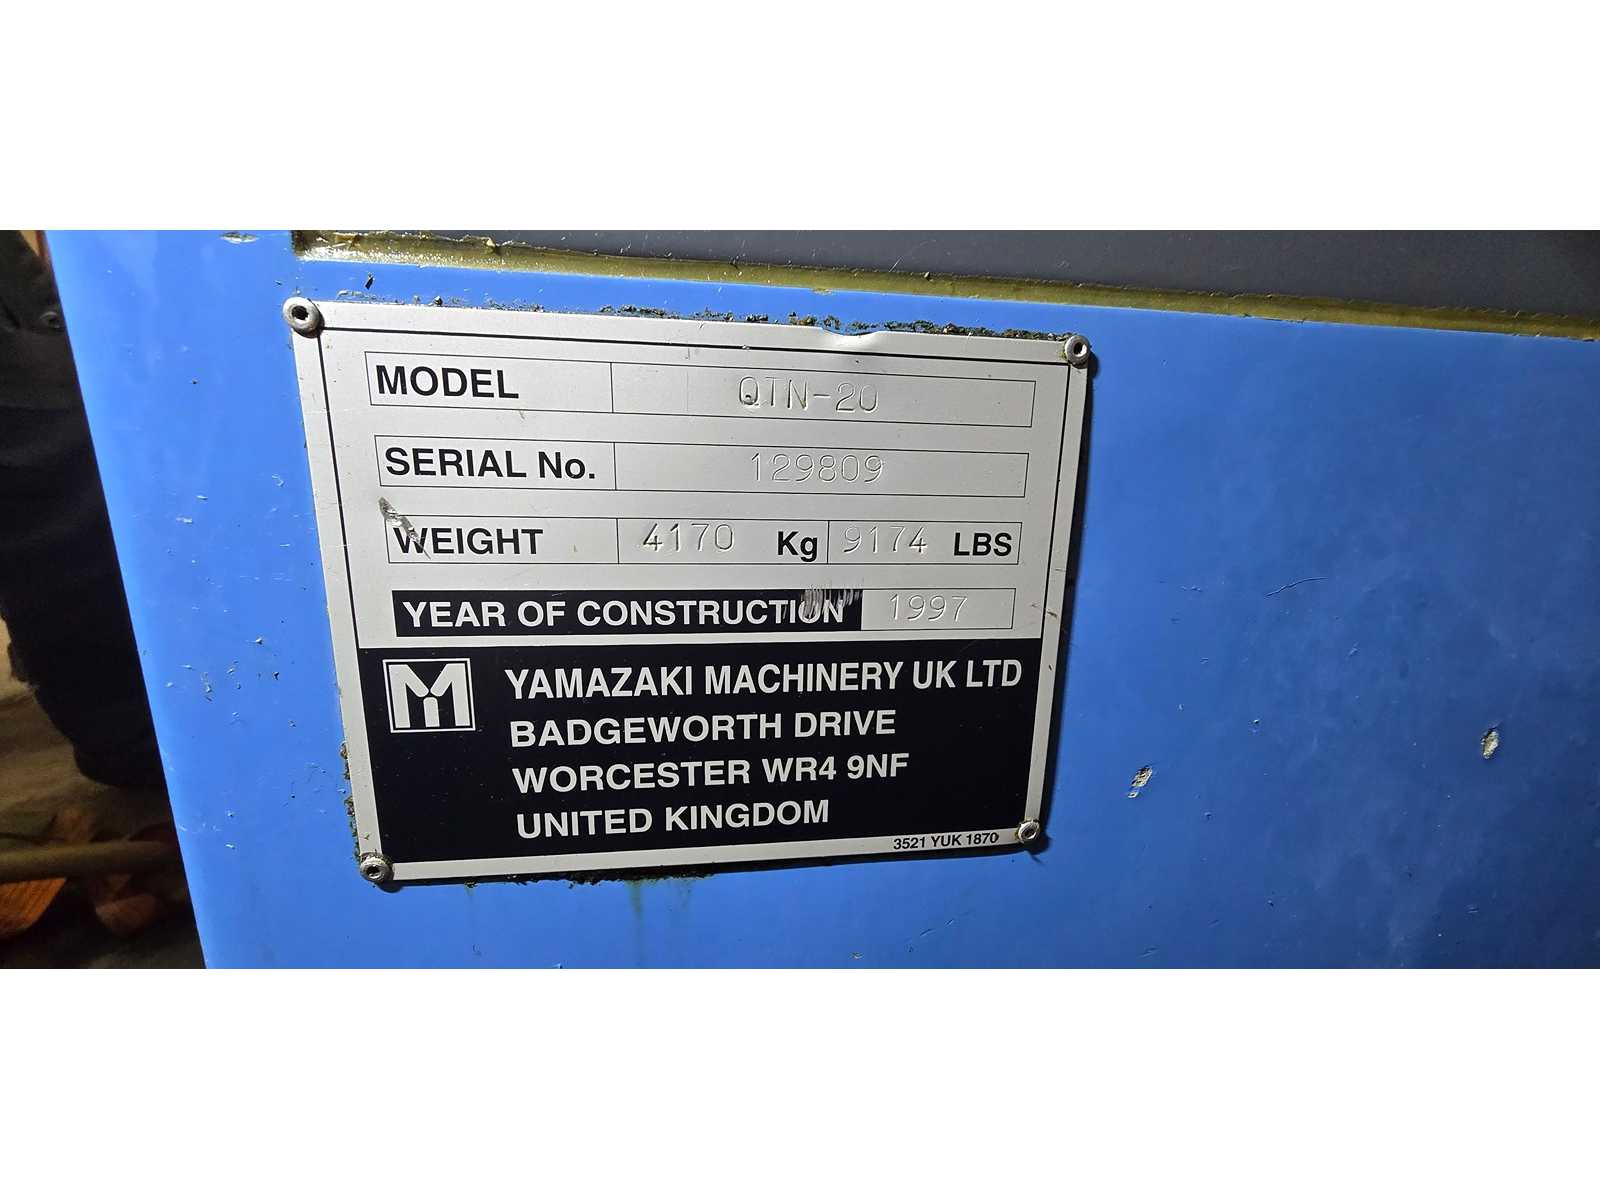 MODEL QTN-20
SERIAL No. 129809
WEIGHT 4170 Kg 9174 LBS
YEAR OF CONSTRUCTION 1997
YAMAZAKI MACHINERY UK LTD
BADGEWORTH DRIVE
WORCESTER WR4 9NF
UNITED KINGDOM
3521 YUK 1870